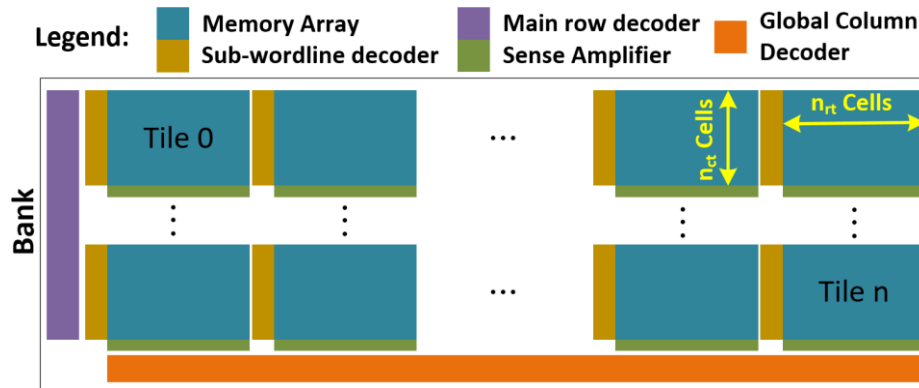 Legend:
Memory Array
Sub-wordline decoder
Main row decoder
Sense Amplifier
Global Column
Decoder
Bank
Tile 0
...
n_ct Cells
n_rt Cells
...
Tile n